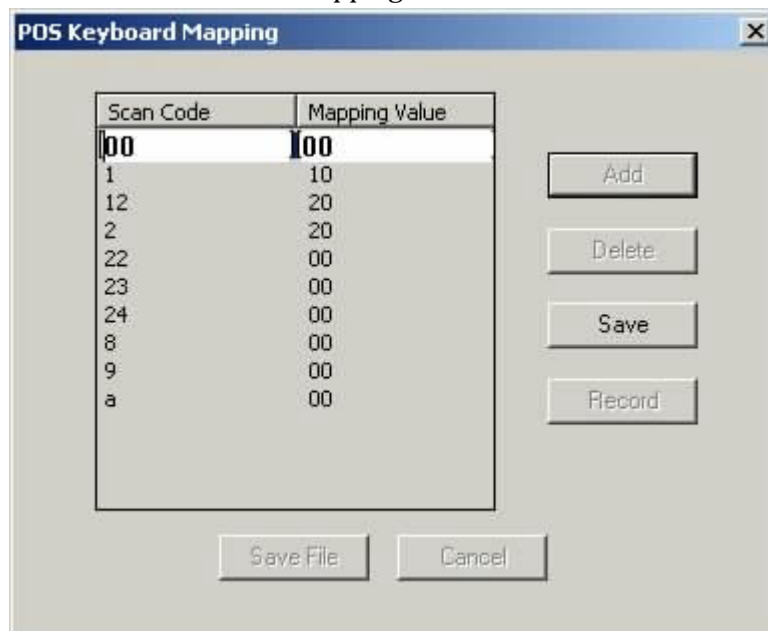 POS Keyboard Mapping
Scan Code Mapping Value
00 00
1 10
12 20
2 20
22 00
23 00
24 00
8 00
9 00
a 00
Add
Delete
Save
Record
Save File Cancel